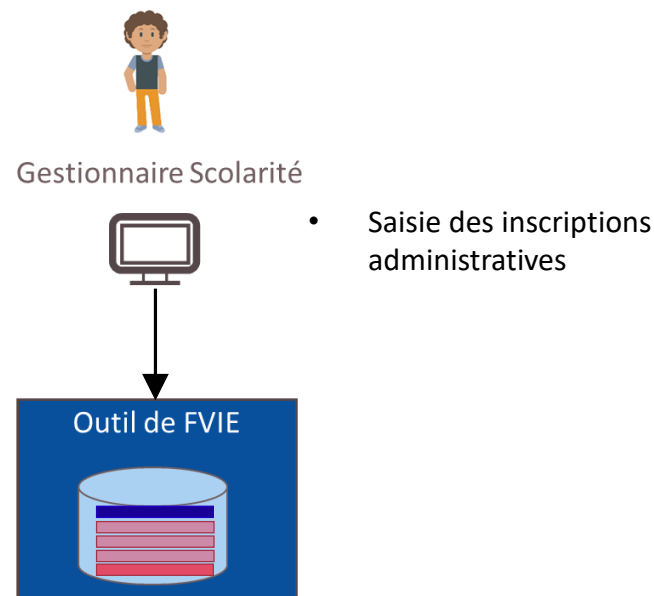 Gestionnaire Scolarité
• Saisie des inscriptions
administratives
Outil de FVIE